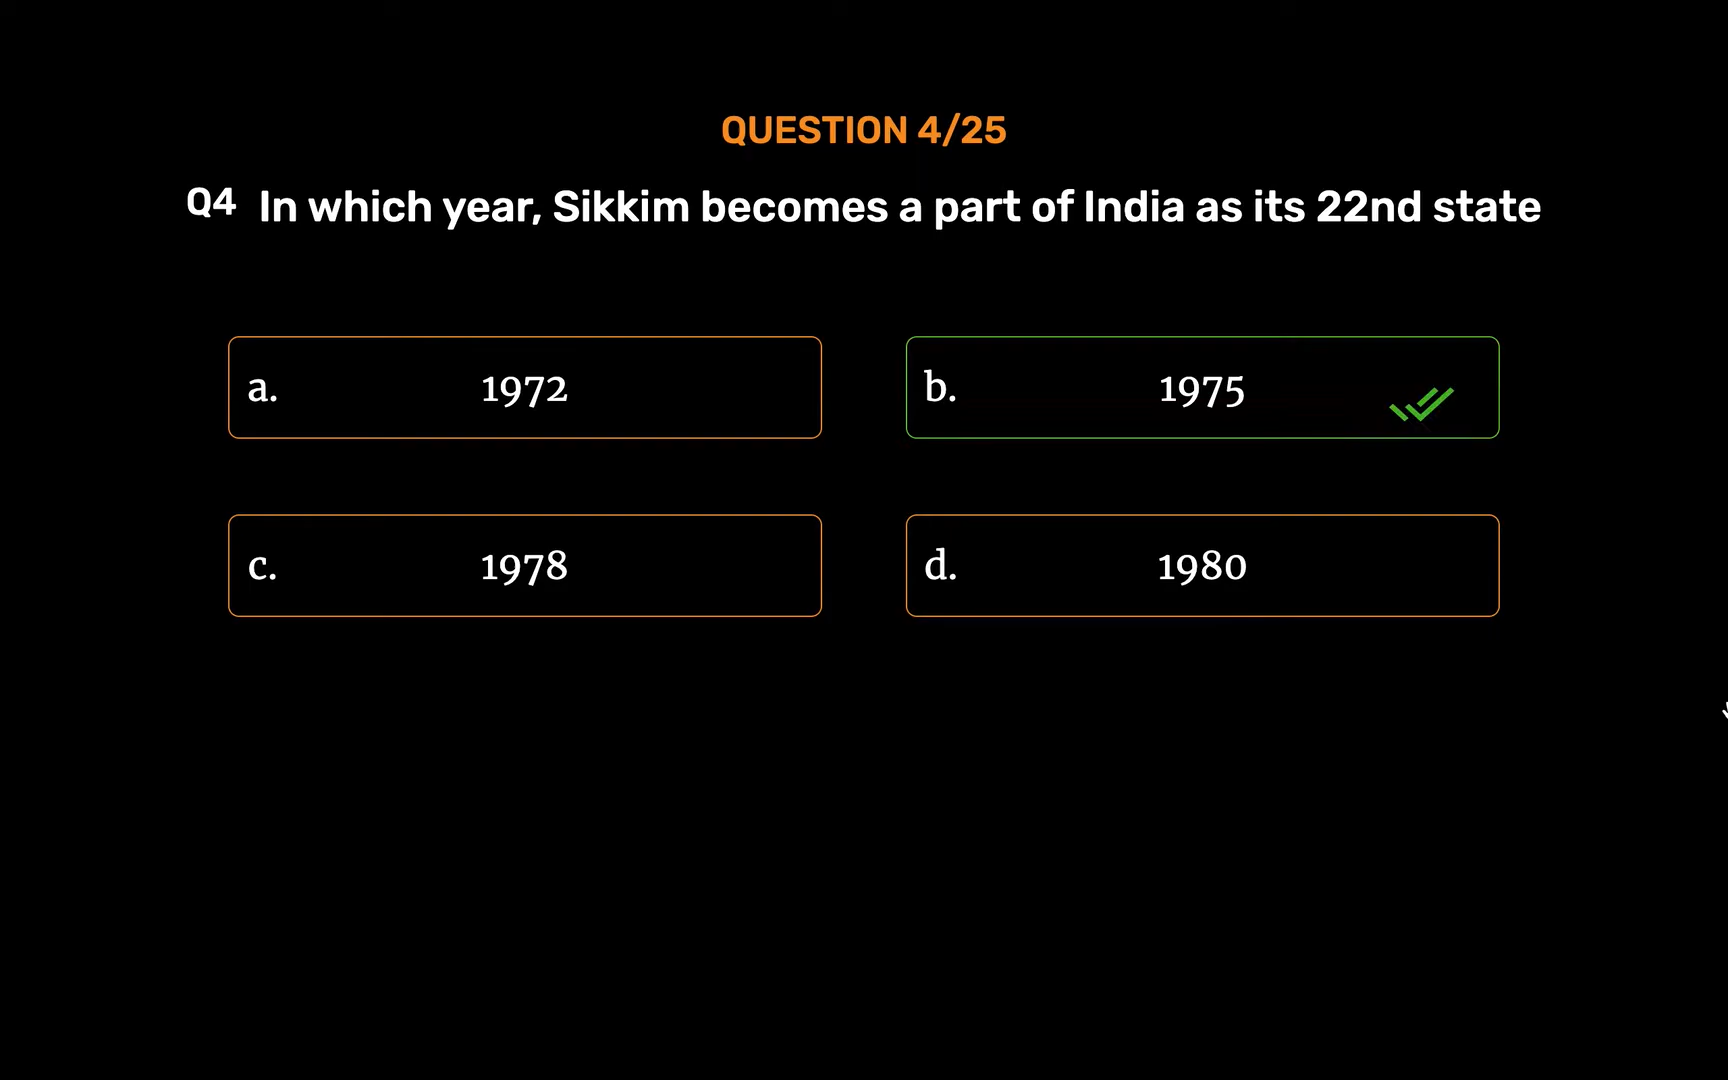 QUESTION 4/25
Q4 In which year, Sikkim becomes a part of India as its 22nd state
a. 1972
b. 1975
c. 1978
d. 1980